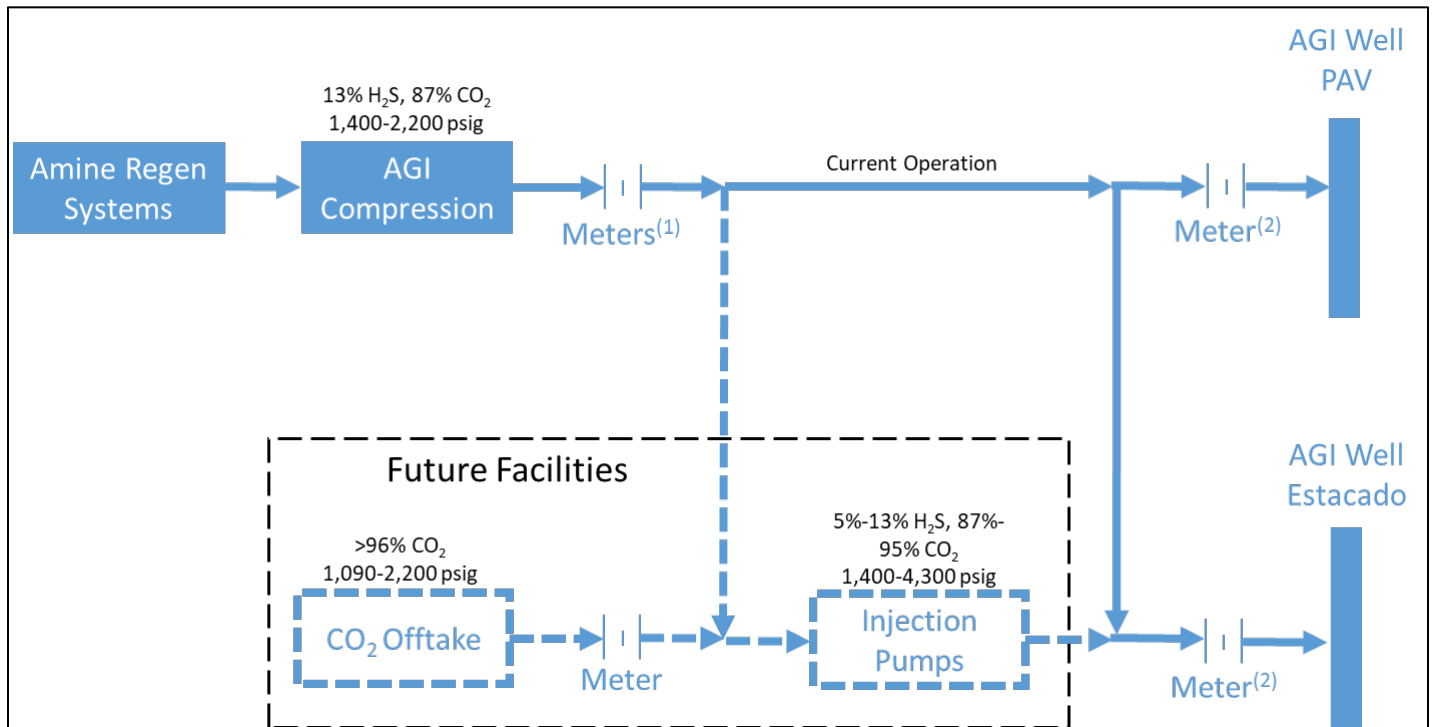 AGI Well
PAV
13% H₂S, 87% CO₂
1,400-2,200 psig
Amine Regen
Systems
AGI
Compression
Current Operation
Meters⁽¹⁾
Meter⁽²⁾
Future Facilities
AGI Well
Estacado
>96% CO₂
1,090-2,200 psig
5%-13% H₂S, 87%-
95% CO₂
1,400-4,300 psig
CO₂ Offtake
Injection
Pumps
Meter
Meter⁽²⁾